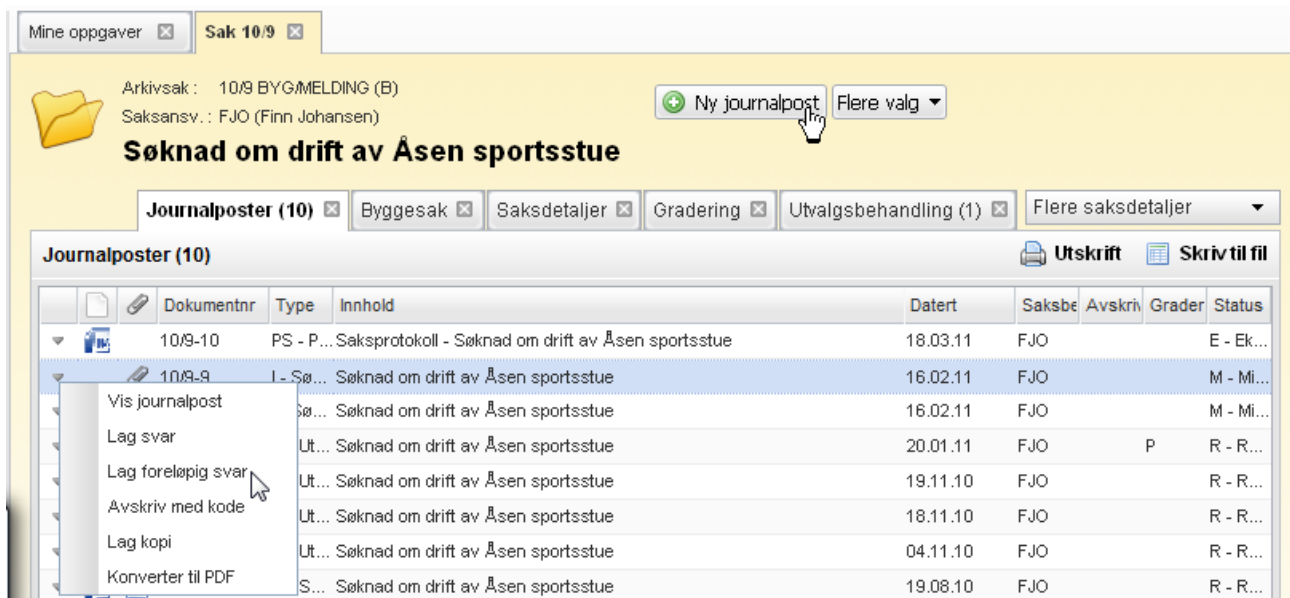 Mine oppgaver Sak 10/9
Arkivsak : 10/9 BYG/MELDING (B)
Ny journalpost Flere valg
Saksansv. : FJO (Finn Johansen)
Søknad om drift av Åsen sportsstue
Journalposter (10) Byggesak Saksdetaljer Gradering Utvalgsbehandling (1) Flere saksdetaljer
Journalposter (10) Utskrift Skriv til fil
Dokumentnr Type Innhold Datert Saksbe Avskriv Grader Status
10/9-10 PS - P... Saksprotokoll - Søknad om drift av Åsen sportsstue 18.03.11 FJO E - Ek...
10/9-9 I - Sø... Søknad om drift av Åsen sportsstue 16.02.11 FJO M - Mi...
Vis journalpost
Sø... Søknad om drift av Åsen sportsstue 16.02.11 FJO M - Mi...
Lag svar
Ut... Søknad om drift av Åsen sportsstue 20.01.11 FJO P R - R...
Lag foreløpig svar
Ut... Søknad om drift av Åsen sportsstue 19.11.10 FJO R - R...
Avskriv med kode
Ut... Søknad om drift av Åsen sportsstue 18.11.10 FJO R - R...
Lag kopi
Ut... Søknad om drift av Åsen sportsstue 04.11.10 FJO R - R...
Konverter til PDF
S... Søknad om drift av Åsen sportsstue 19.08.10 FJO R - R...